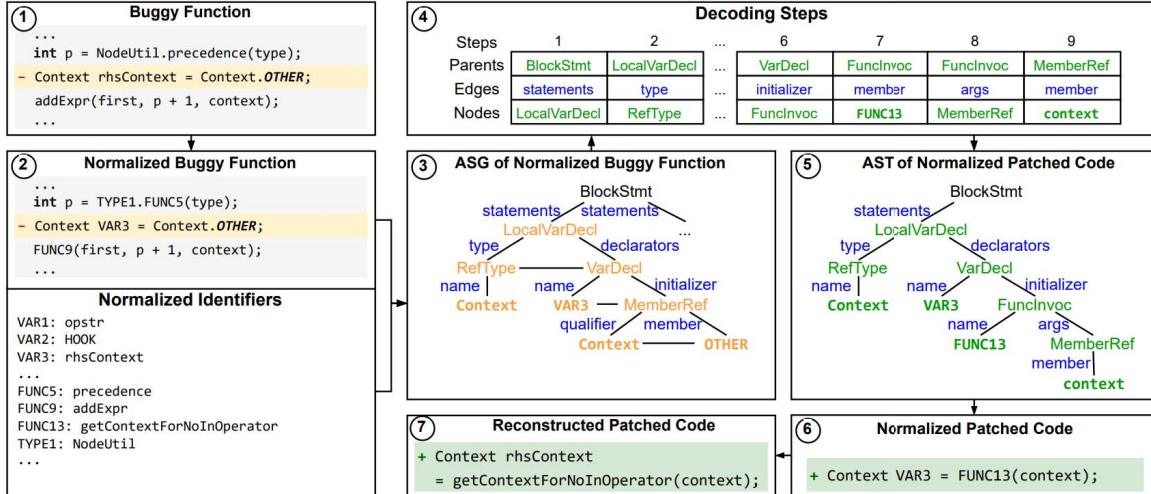 1
Buggy Function
...
int p = NodeUtil.precedence(type);
- Context rhsContext = Context.OTHER;
addExpr(first, p + 1, context);
...
2
Normalized Buggy Function
...
int p = TYPE1.FUNC5(type);
- Context VAR3 = Context.OTHER;
FUNC9(first, p + 1, context);
...
Normalized Identifiers
VAR1: opstr
VAR2: HOOK
VAR3: rhsContext
...
FUNC5: precedence
FUNC9: addExpr
FUNC13: getContextForNoInOperator
TYPE1: NodeUtil
...
4
Decoding Steps
Steps 1 2 ... 6 7 8 9
Parents BlockStmt LocalVarDecl ... VarDecl FuncInvoc FuncInvoc MemberRef
Edges statements type ... initializer member args member
Nodes LocalVarDecl RefType ... FuncInvoc FUNC13 MemberRef context
3
ASG of Normalized Buggy Function
BlockStmt
statements statements
LocalVarDecl ...
type declarators
RefType VarDecl
name name initializer
Context VAR3 MemberRef
qualifier member
Context OTHER
5
AST of Normalized Patched Code
BlockStmt
statements
LocalVarDecl
type declarators
RefType VarDecl
name name initializer
Context VAR3 FuncInvoc
name args
FUNC13 MemberRef
member
context
7
Reconstructed Patched Code
+ Context rhsContext
= getContextForNoInOperator(context);
6
Normalized Patched Code
+ Context VAR3 = FUNC13(context);